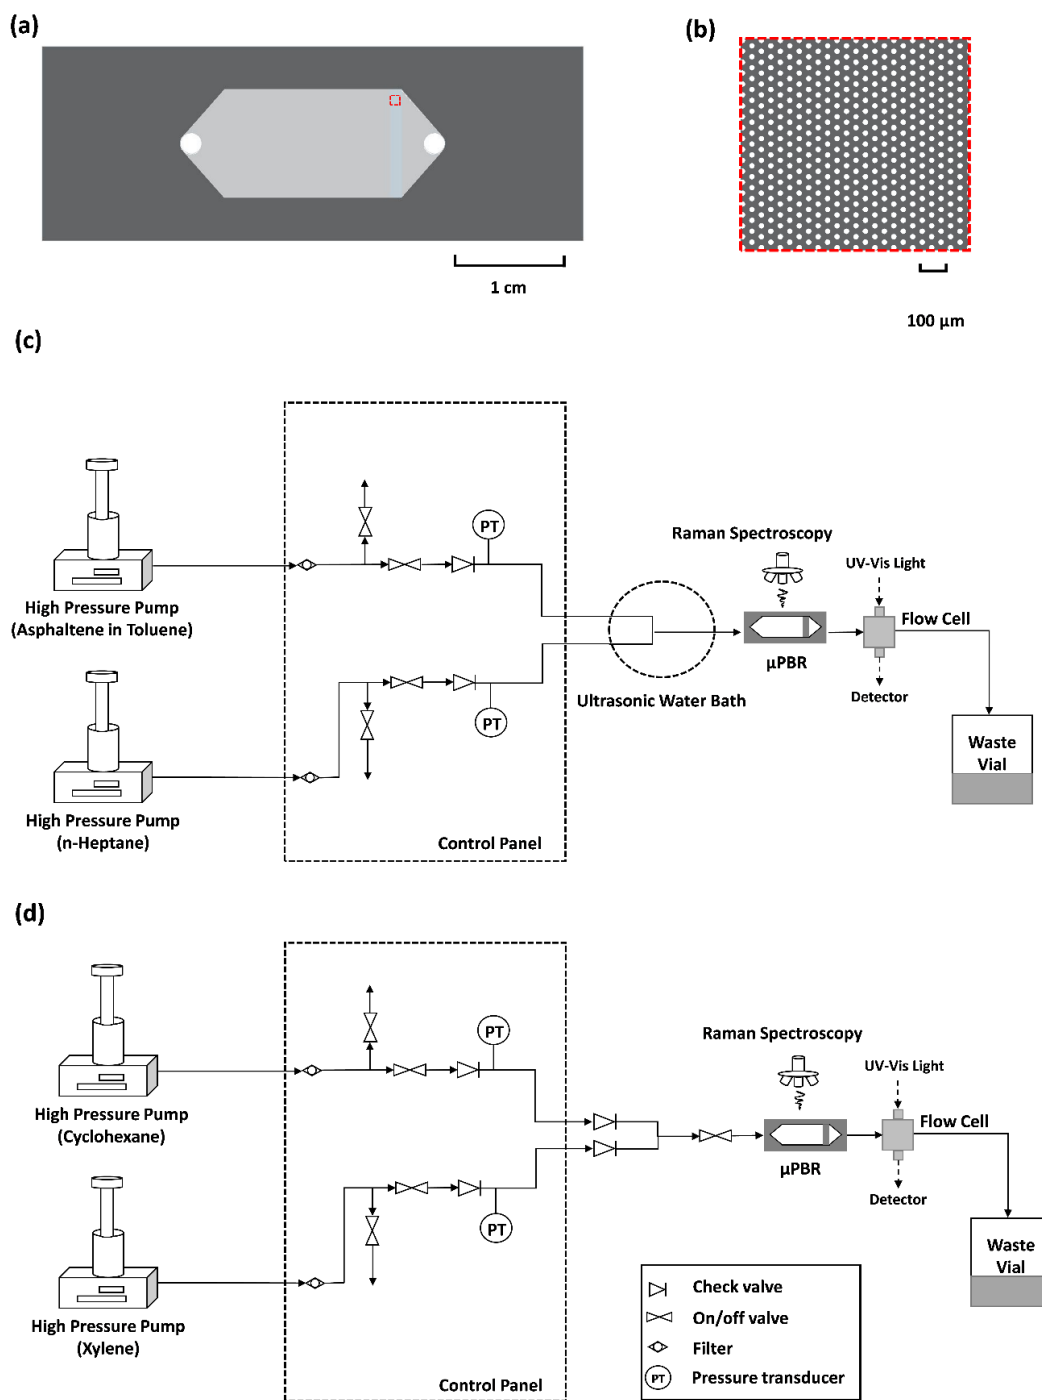 (a)
(b)
1 cm
100 µm
(c)
PT
Raman Spectroscopy
UV-Vis Light
High Pressure Pump
(Asphaltene in Toluene)
Flow Cell
µPBR
Ultrasonic Water Bath
Detector
PT
Waste
Vial
High Pressure Pump
(n-Heptane)
Control Panel
(d)
PT
Raman Spectroscopy
UV-Vis Light
High Pressure Pump
(Cyclohexane)
Flow Cell
µPBR
Detector
PT
Waste
Vial
High Pressure Pump
(Xylene)
Control Panel
Check valve
On/off valve
Filter
PT
Pressure transducer